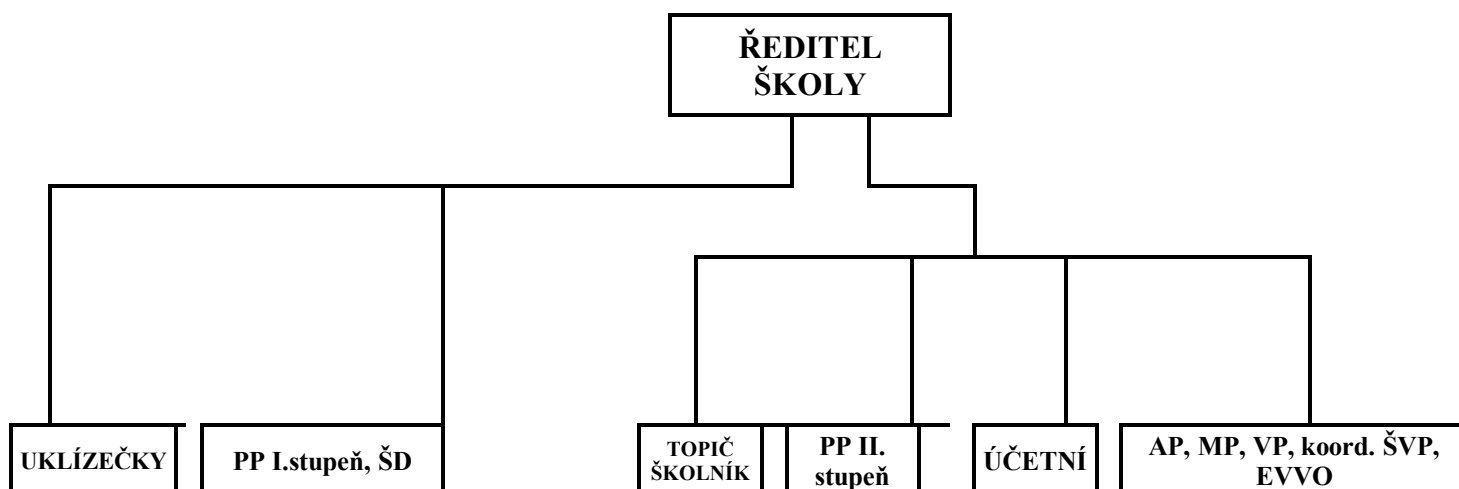 ŘEDITEL
ŠKOLY
UKLÍZEČKY
PP I.stupeň, ŠD
TOPIČ
ŠKOLNÍK
PP II.
stupeň
ÚČETNÍ
AP, MP, VP, koord. ŠVP,
EVVO